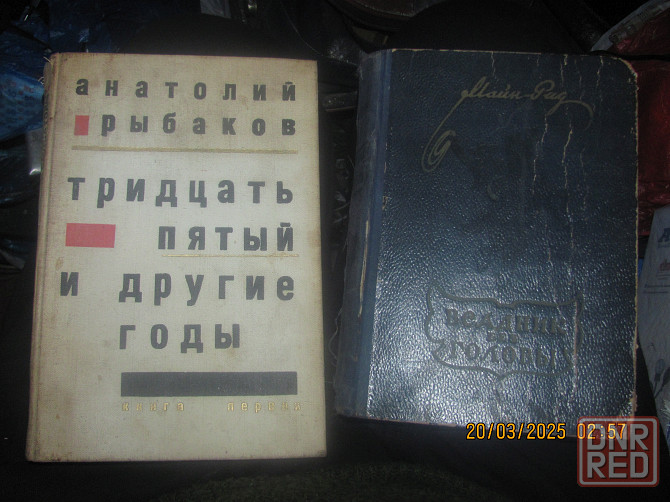 анатолий
рыбаков
тридцать
пятый
и другие
годы
книга первая
Майн-Рид
ВСАДНИК
БЕЗ
ГОЛОВЫ
20/03/2025 02:57
DNR
RED